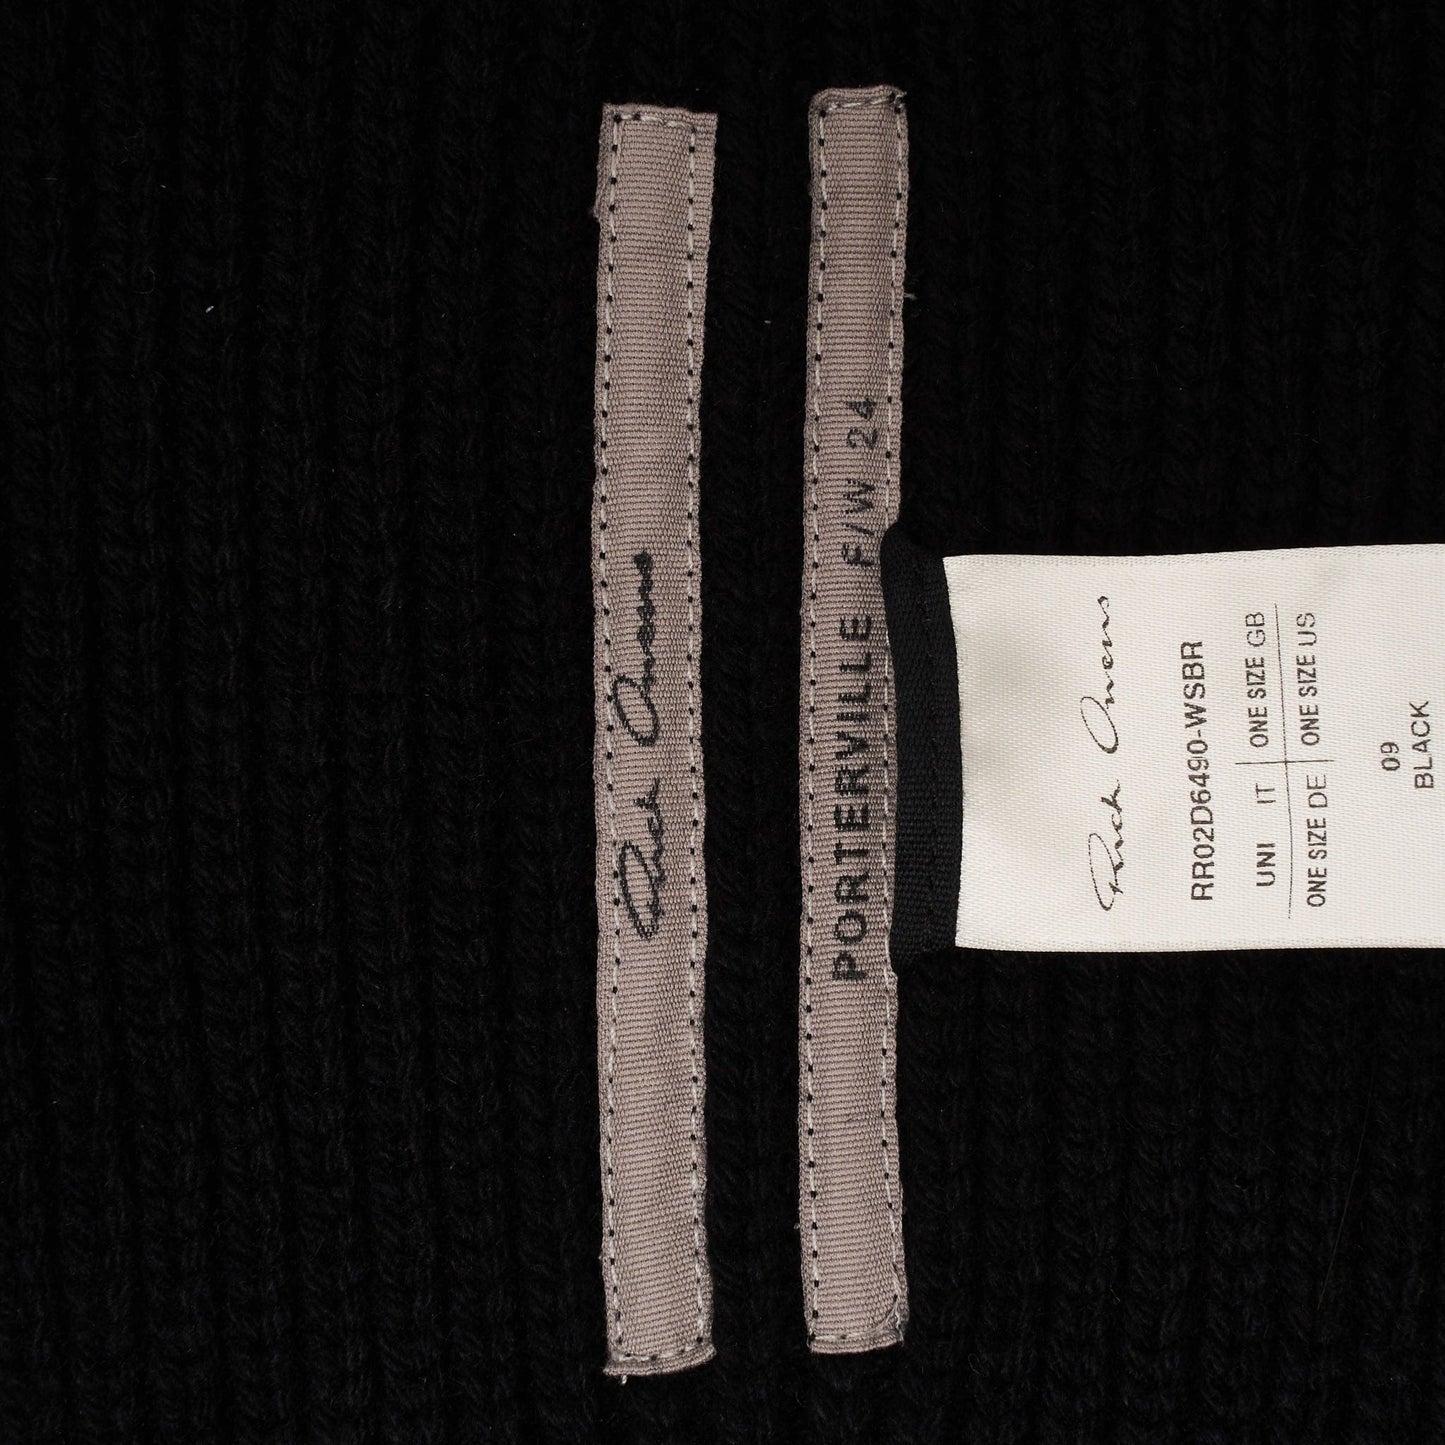 Rick Owens
PORTERVILLE F/W 24
Rick Owens
RR02D6490-WSBR
UNI IT ONE SIZE GB
ONE SIZE DE ONE SIZE US
09
BLACK